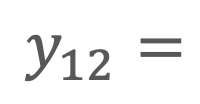 y₁₂ =